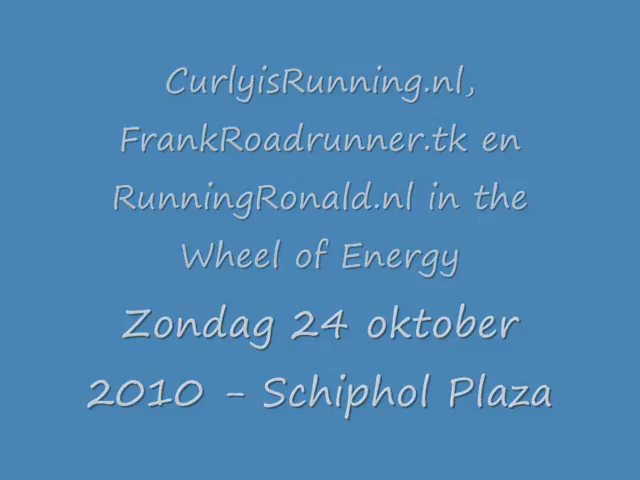 CurlyisRunning.nl,
FrankRoadrunner.tk en
RunningRonald.nl in the
Wheel of Energy
Zondag 24 oktober
2010 - Schiphol Plaza